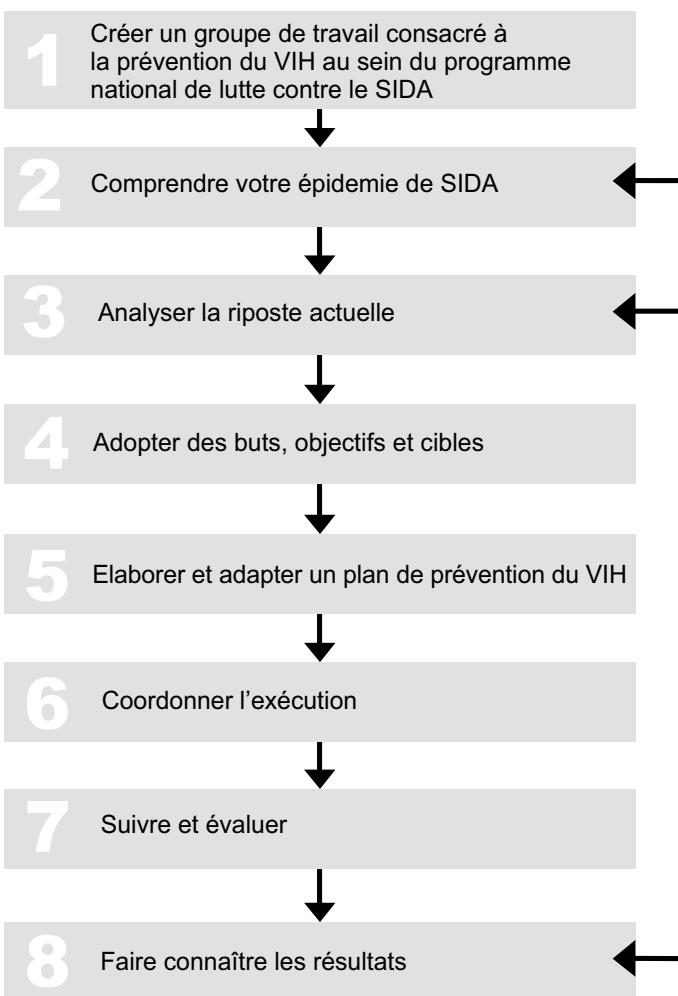 1
Créer un groupe de travail consacré à
la prévention du VIH au sein du programme
national de lutte contre le SIDA
2
Comprendre votre épidemie de SIDA
3
Analyser la riposte actuelle
4
Adopter des buts, objectifs et cibles
5
Elaborer et adapter un plan de prévention du VIH
6
Coordonner l’exécution
7
Suivre et évaluer
8
Faire connaître les résultats